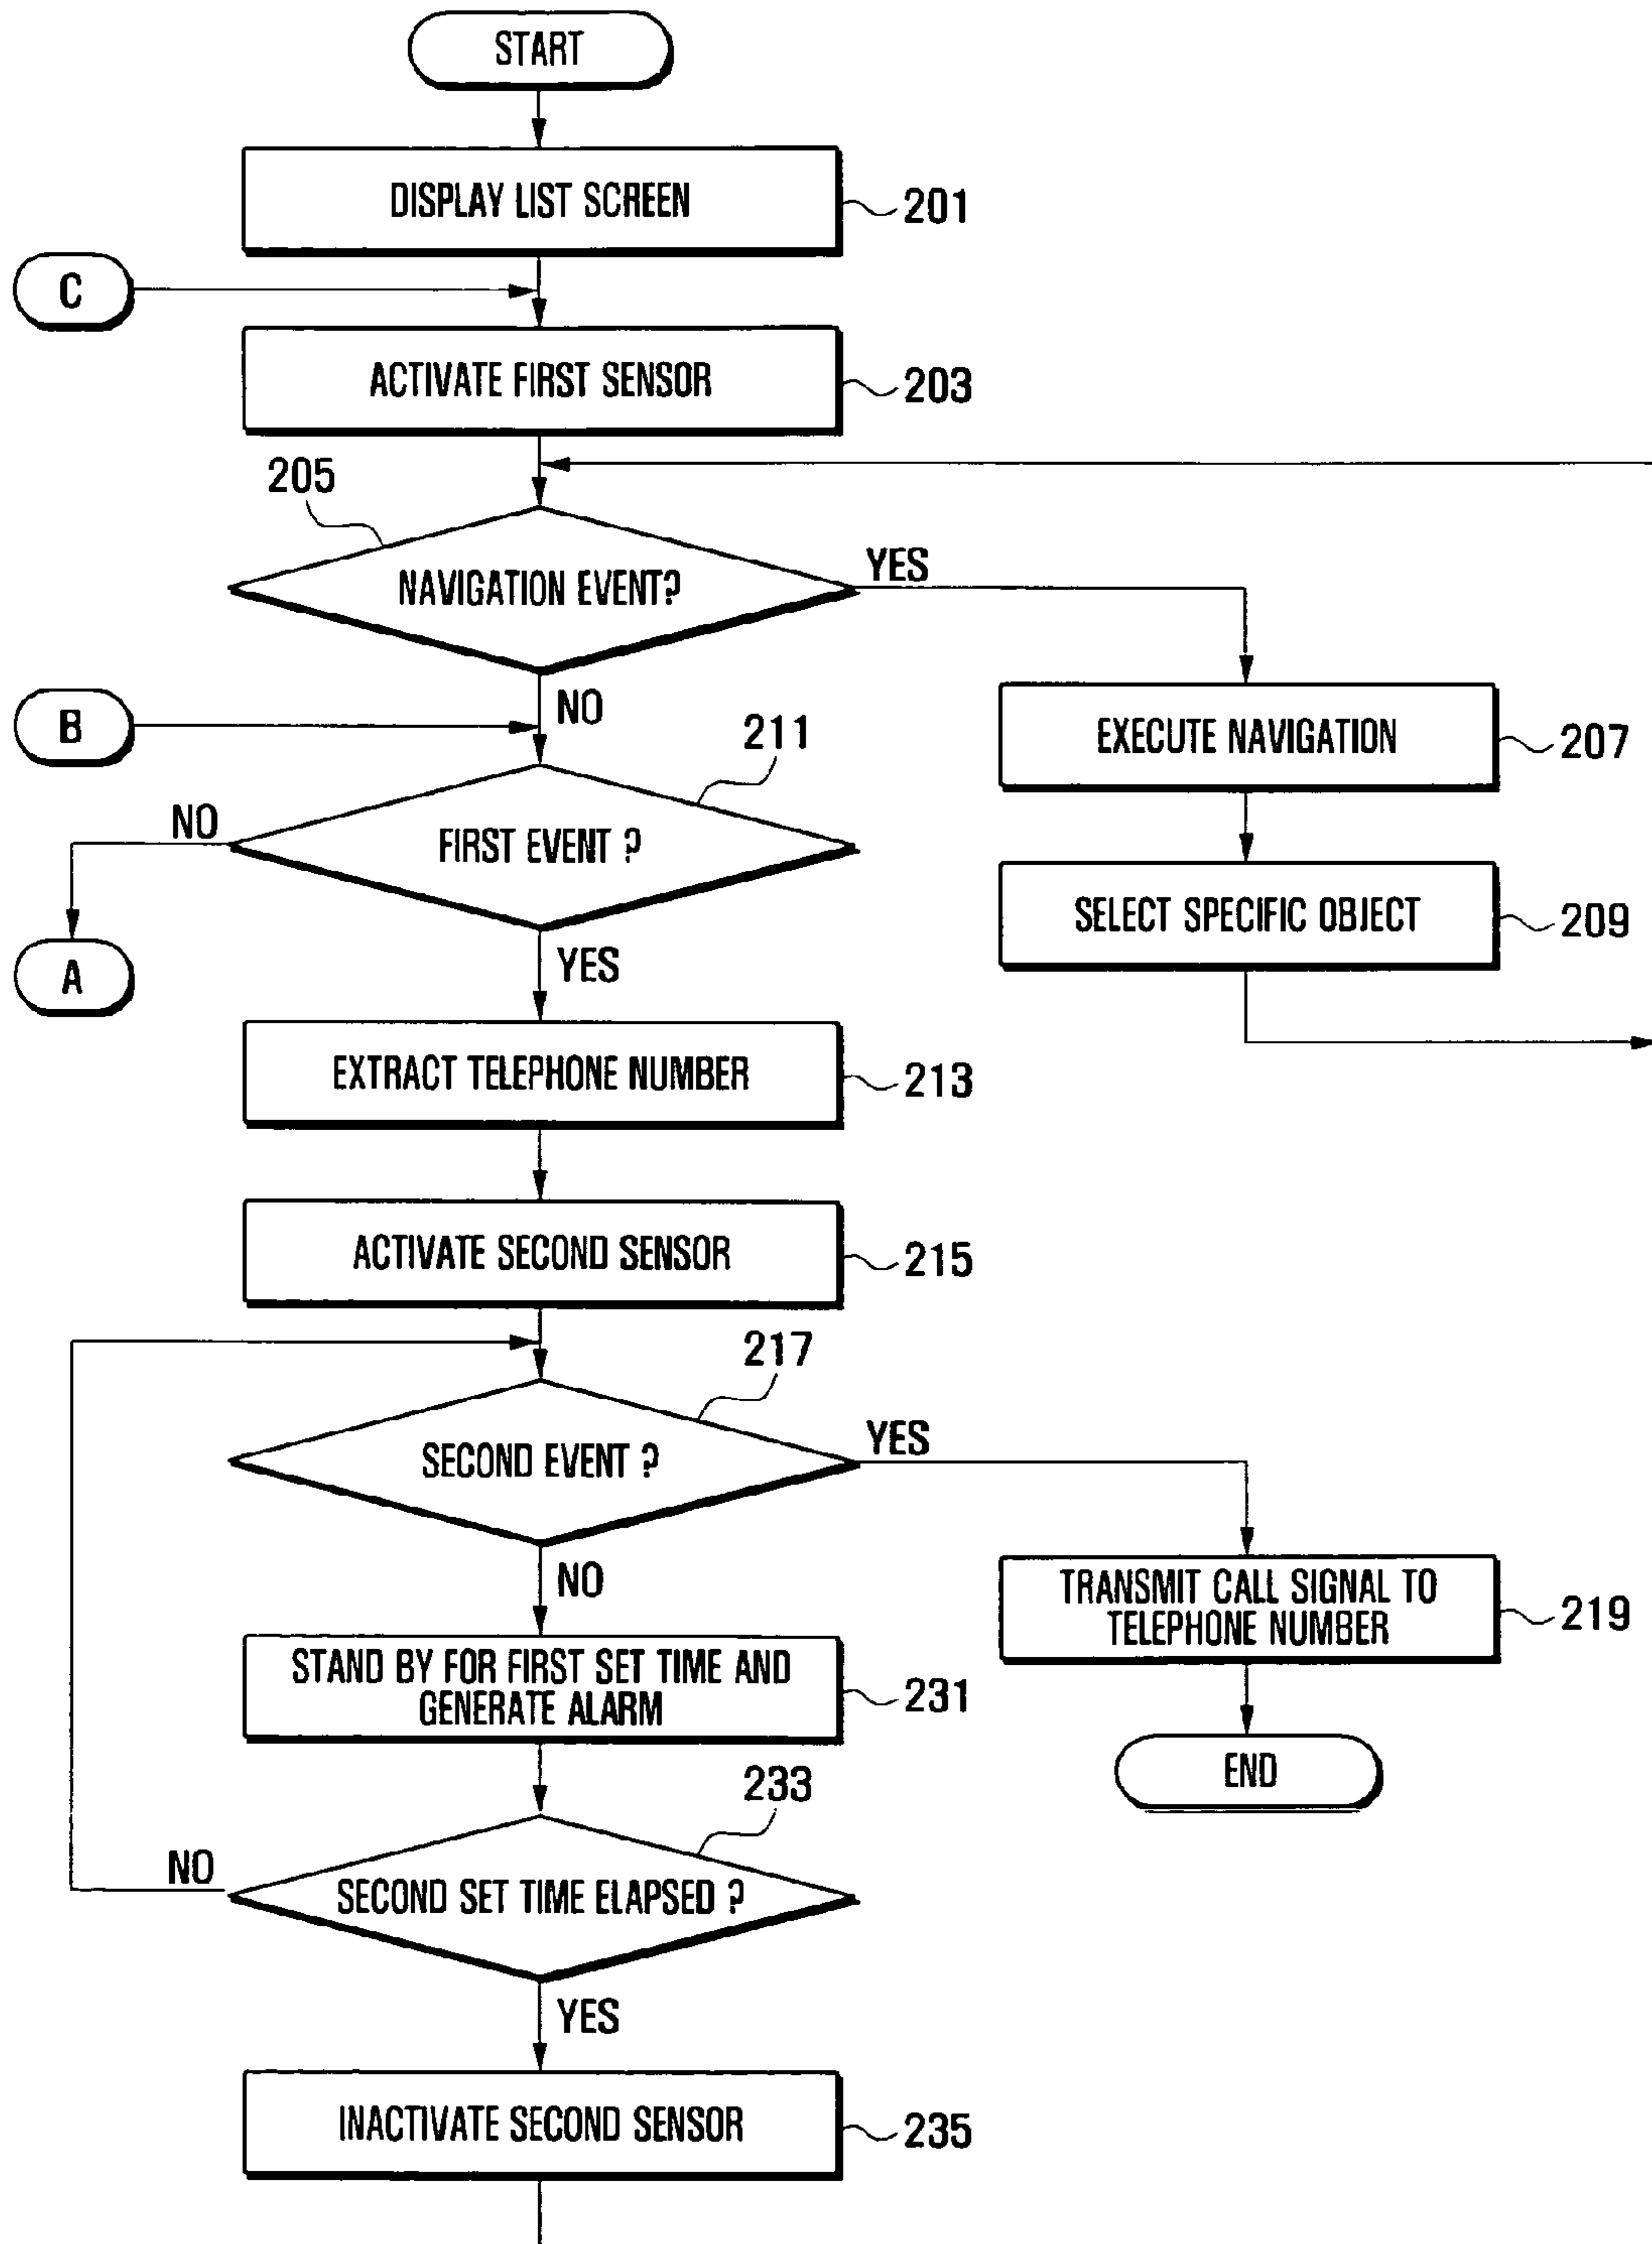 START
DISPLAY LIST SCREEN
201
C
ACTIVATE FIRST SENSOR
203
205
NAVIGATION EVENT?
YES
NO
B
EXECUTE NAVIGATION
207
211
FIRST EVENT ?
NO
A
YES
SELECT SPECIFIC OBJECT
209
EXTRACT TELEPHONE NUMBER
213
ACTIVATE SECOND SENSOR
215
217
SECOND EVENT ?
YES
NO
TRANSMIT CALL SIGNAL TO
TELEPHONE NUMBER
219
END
STAND BY FOR FIRST SET TIME AND
GENERATE ALARM
231
233
SECOND SET TIME ELAPSED ?
NO
YES
INACTIVATE SECOND SENSOR
235